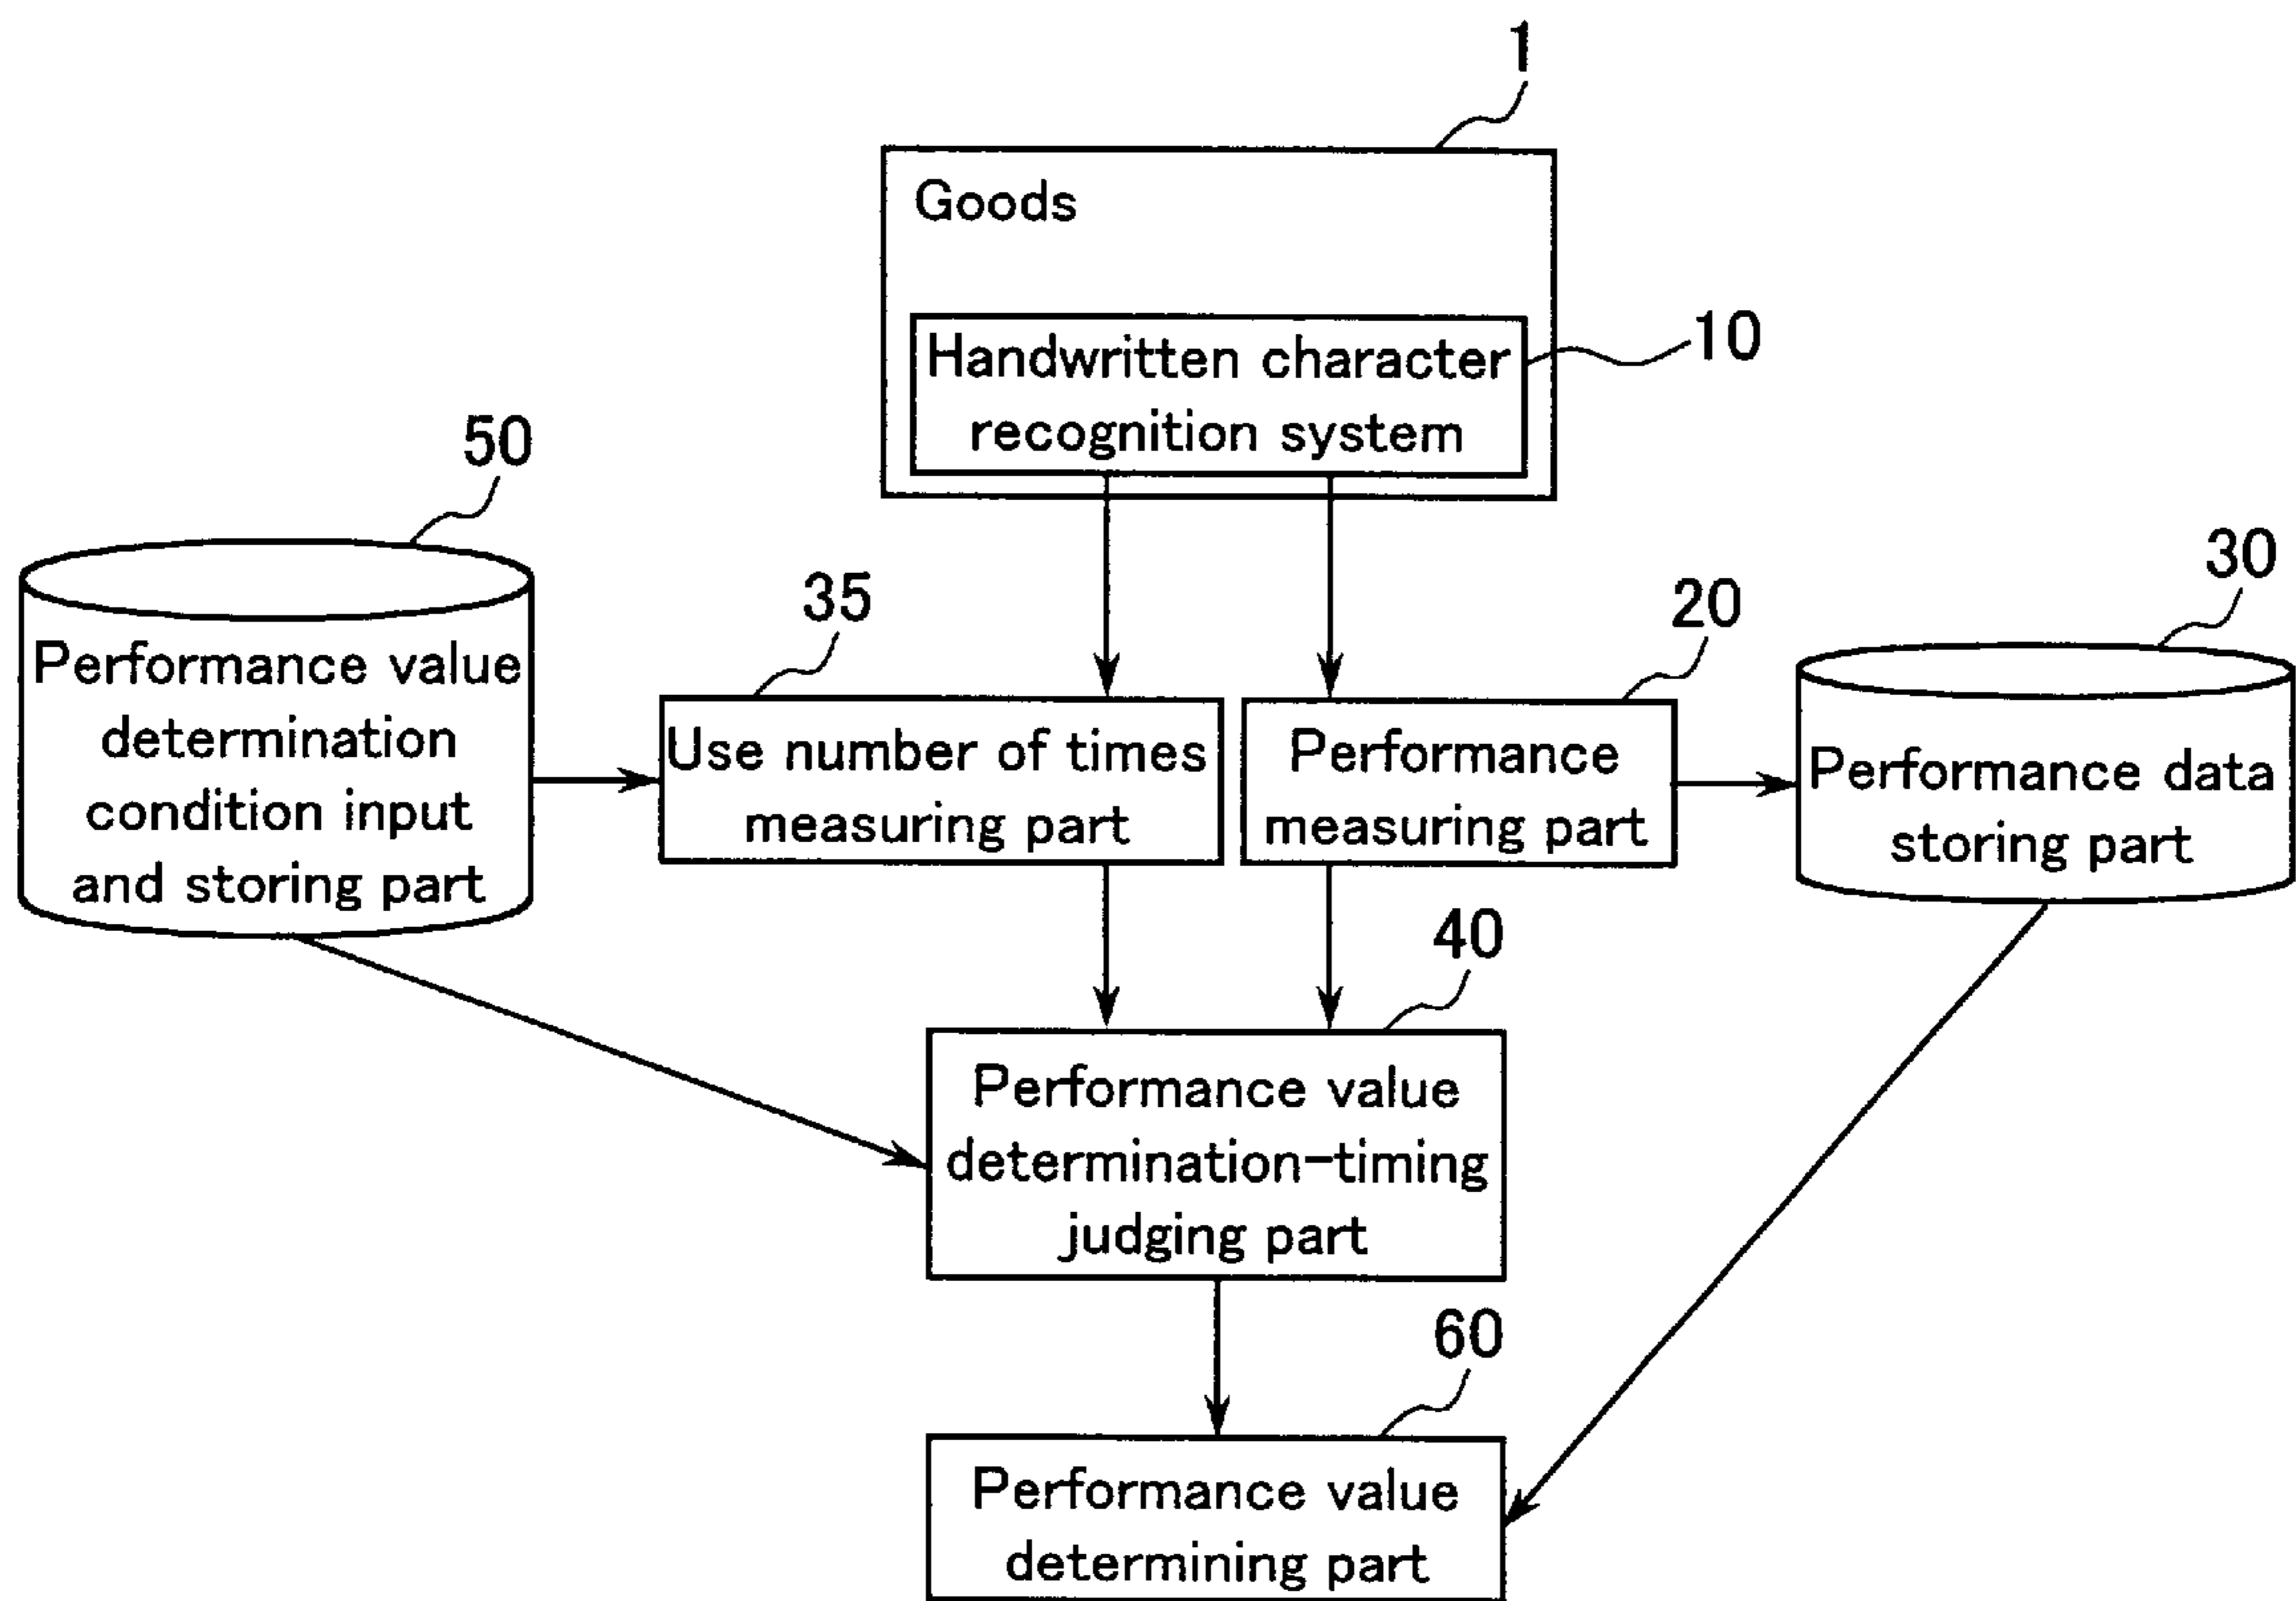 1
Goods
Handwritten character
recognition system
10
50
Performance value
determination
condition input
and storing part
35
Use number of times
measuring part
20
Performance
measuring part
30
Performance data
storing part
40
Performance value
determination-timing
judging part
60
Performance value
determining part